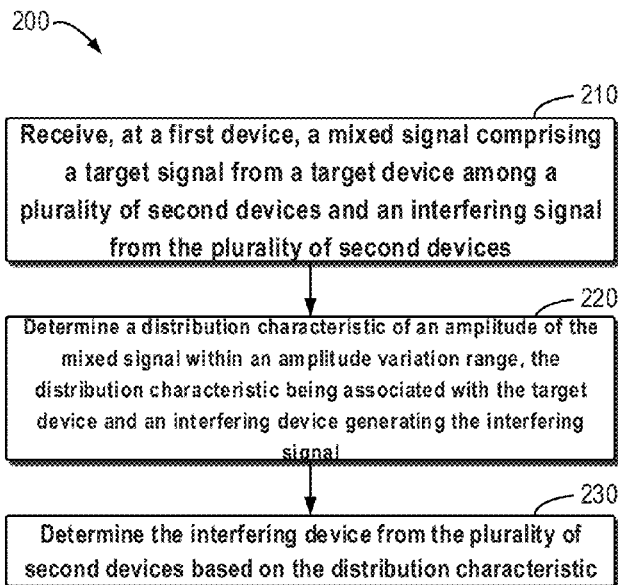 200
210
Receive, at a first device, a mixed signal comprising
a target signal from a target device among a
plurality of second devices and an interfering signal
from the plurality of second devices
220
Determine a distribution characteristic of an amplitude of the
mixed signal within an amplitude variation range, the
distribution characteristic being associated with the target
device and an interfering device generating the interfering
signal
230
Determine the interfering device from the plurality of
second devices based on the distribution characteristic